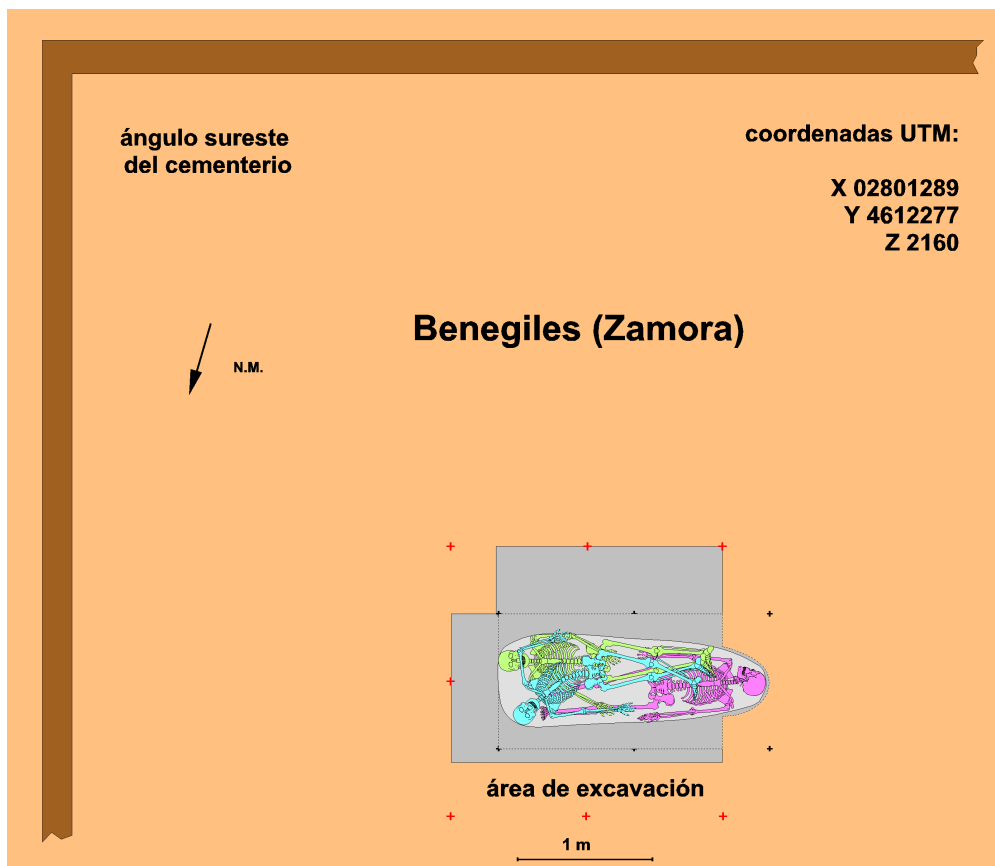 ángulo sureste
del cementerio
coordenadas UTM:
X 02801289
Y 4612277
Z 2160
Benegiles (Zamora)
N.M.
área de excavación
1 m